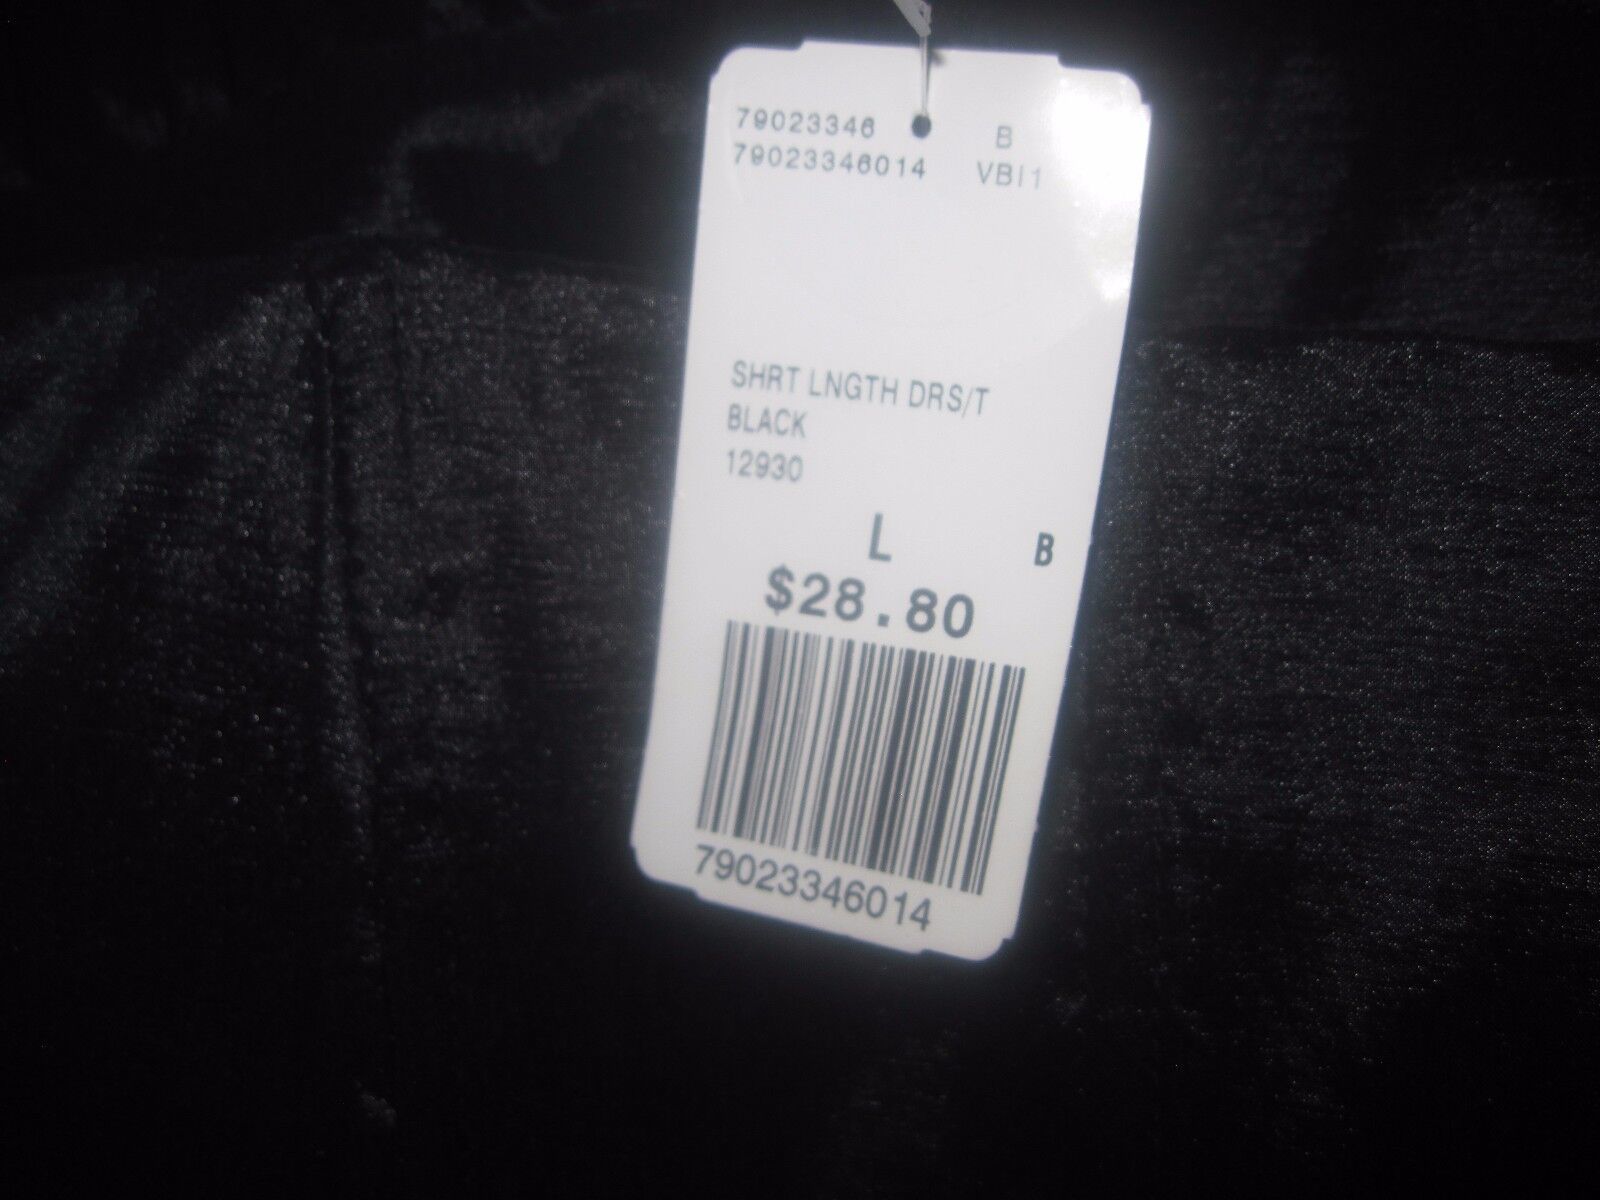 79023346 B
79023346014 VBI1
SHRT LNGTH DRS/T
BLACK
12930
L B
$28.80
79023346014